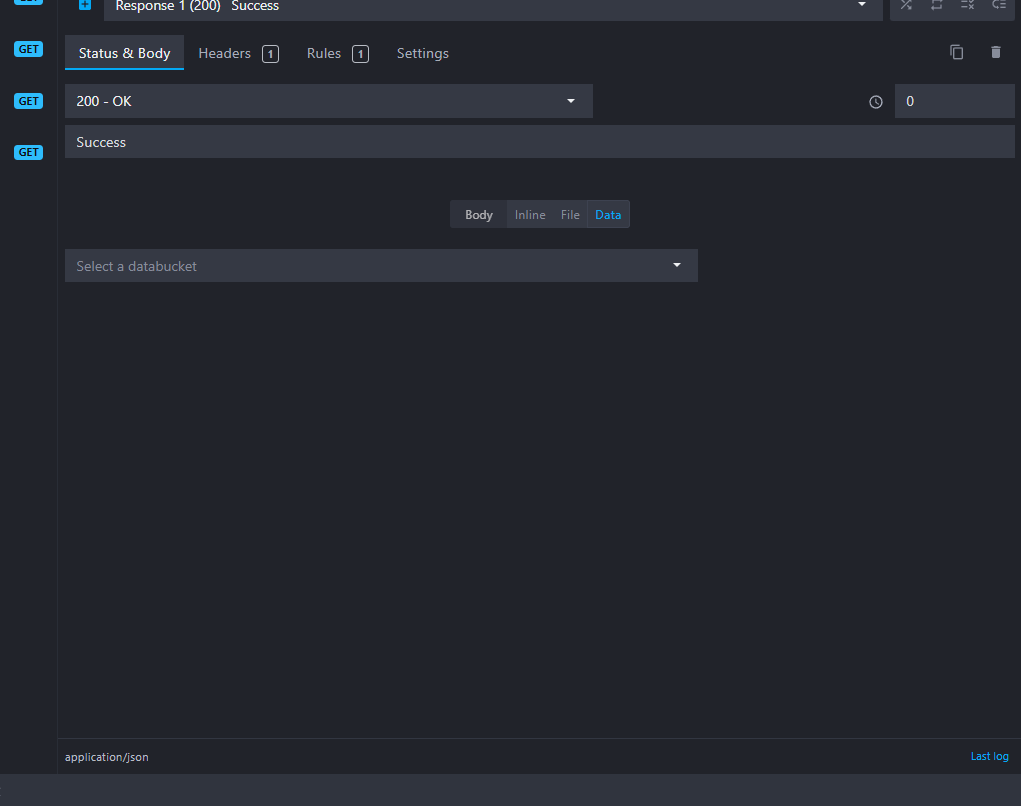 Response 1 (200) Success
GET
Status & Body Headers 1 Rules 1 Settings
GET
200 - OK 0
Success
GET
Body Inline File Data
Select a databucket
application/json Last log